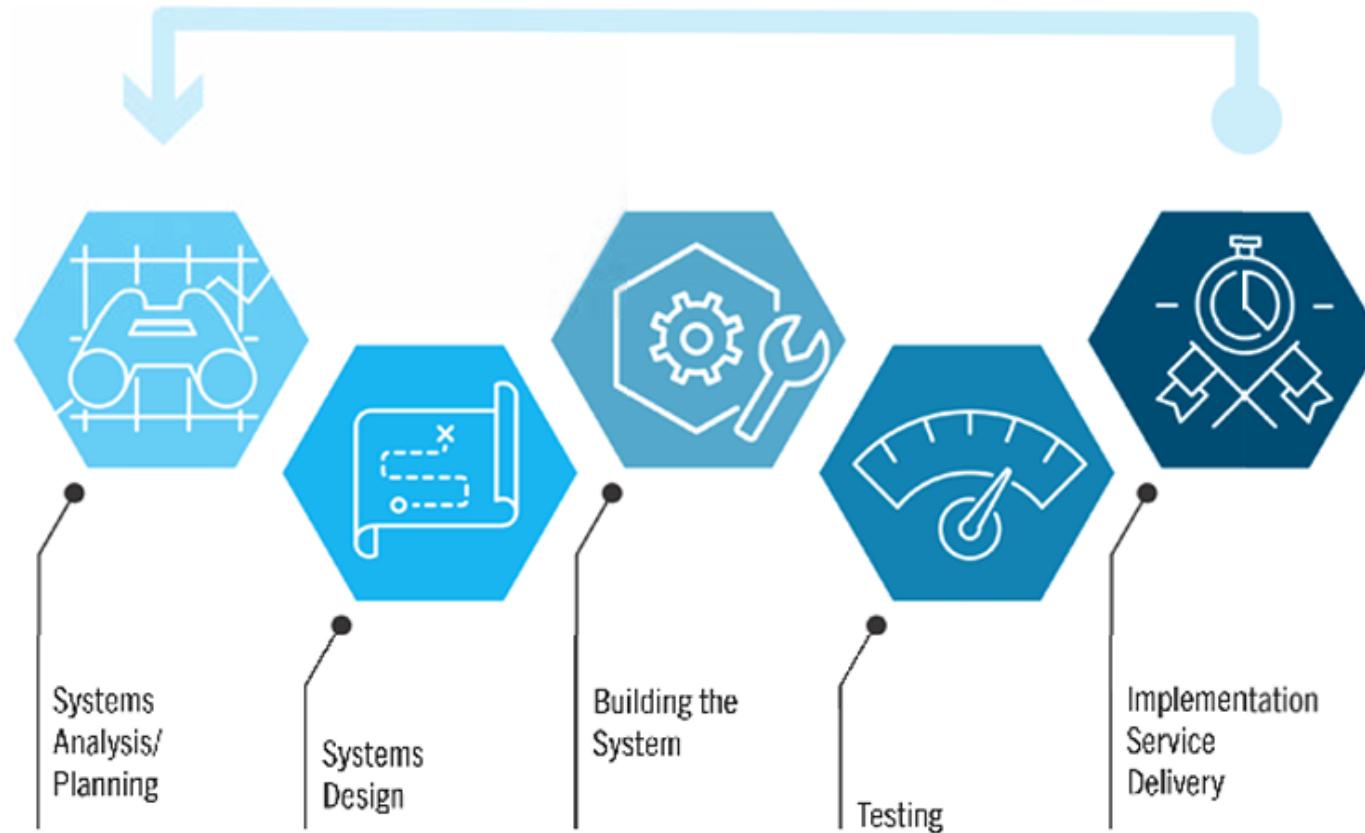 Systems
Analysis/
Planning
Systems
Design
Building the
System
Testing
Implementation
Service
Delivery